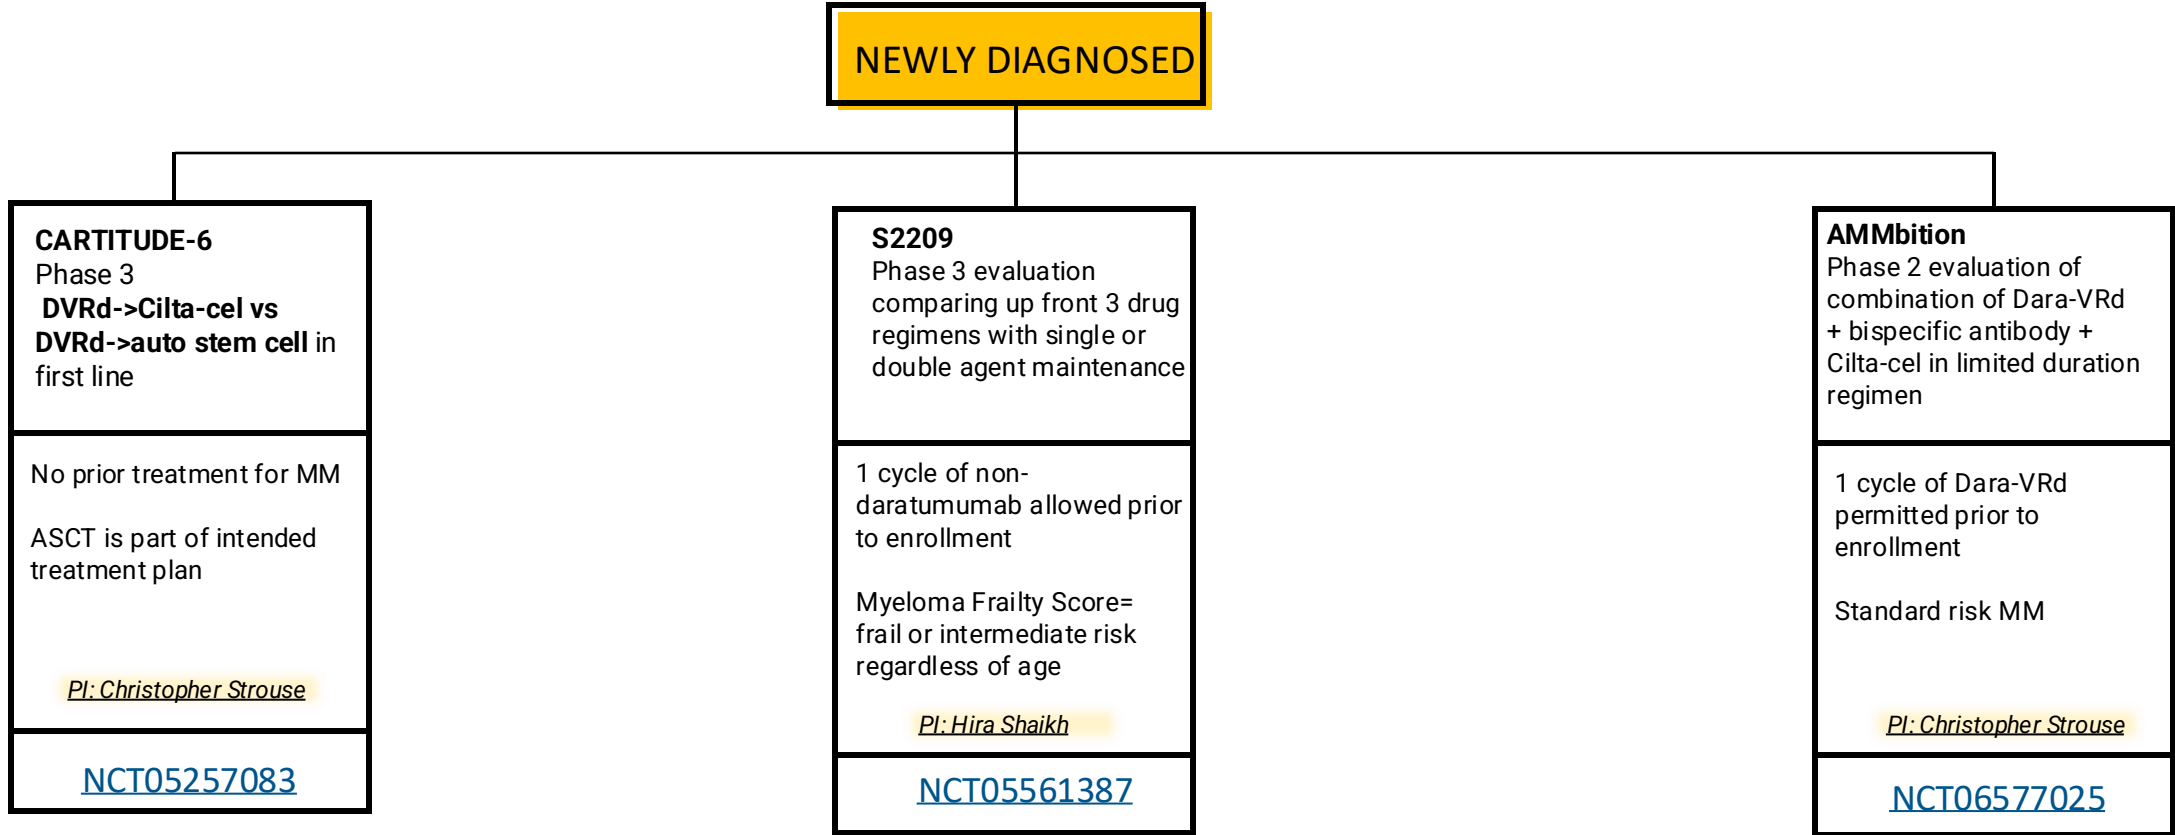 NEWLY DIAGNOSED
CARTITUDE-6
Phase 3
DVRd->Cilta-cel vs
DVRd->auto stem cell in
first line
No prior treatment for MM
ASCT is part of intended
treatment plan
PI: Christopher Strouse
NCT05257083
S2209
Phase 3 evaluation
comparing up front 3 drug
regimens with single or
double agent maintenance
1 cycle of non-
daratumumab allowed prior
to enrollment
Myeloma Frailty Score=
frail or intermediate risk
regardless of age
PI: Hira Shaikh
NCT05561387
AMMbition
Phase 2 evaluation of
combination of Dara-VRd
+ bispecific antibody +
Cilta-cel in limited duration
regimen
1 cycle of Dara-VRd
permitted prior to
enrollment
Standard risk MM
PI: Christopher Strouse
NCT06577025